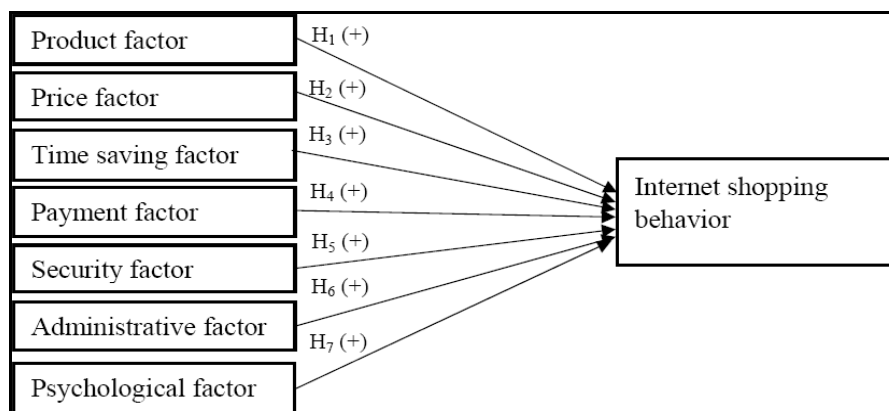 Product factor
H₁ (+)
Price factor
H₂ (+)
Time saving factor
H₃ (+)
Payment factor
H₄ (+)
Security factor
H₅ (+)
Administrative factor
H₆ (+)
Psychological factor
H₇ (+)
Internet shopping
behavior